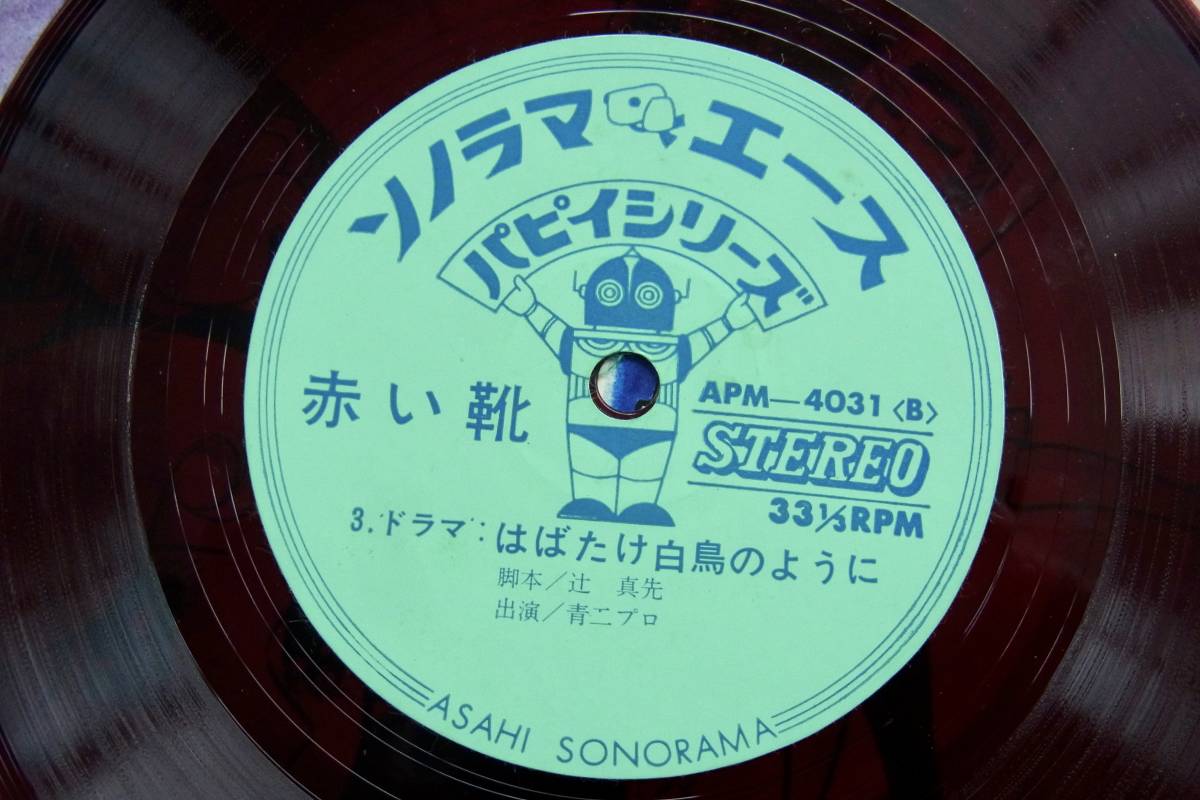 ソノラマエース
パピイシリーズ
赤い靴
APM—4031〈B〉
STEREO
33⅓RPM
3.ドラマ：はばたけ白鳥のように
脚本／辻 真先
出演／青二プロ
ASAHI SONORAMA